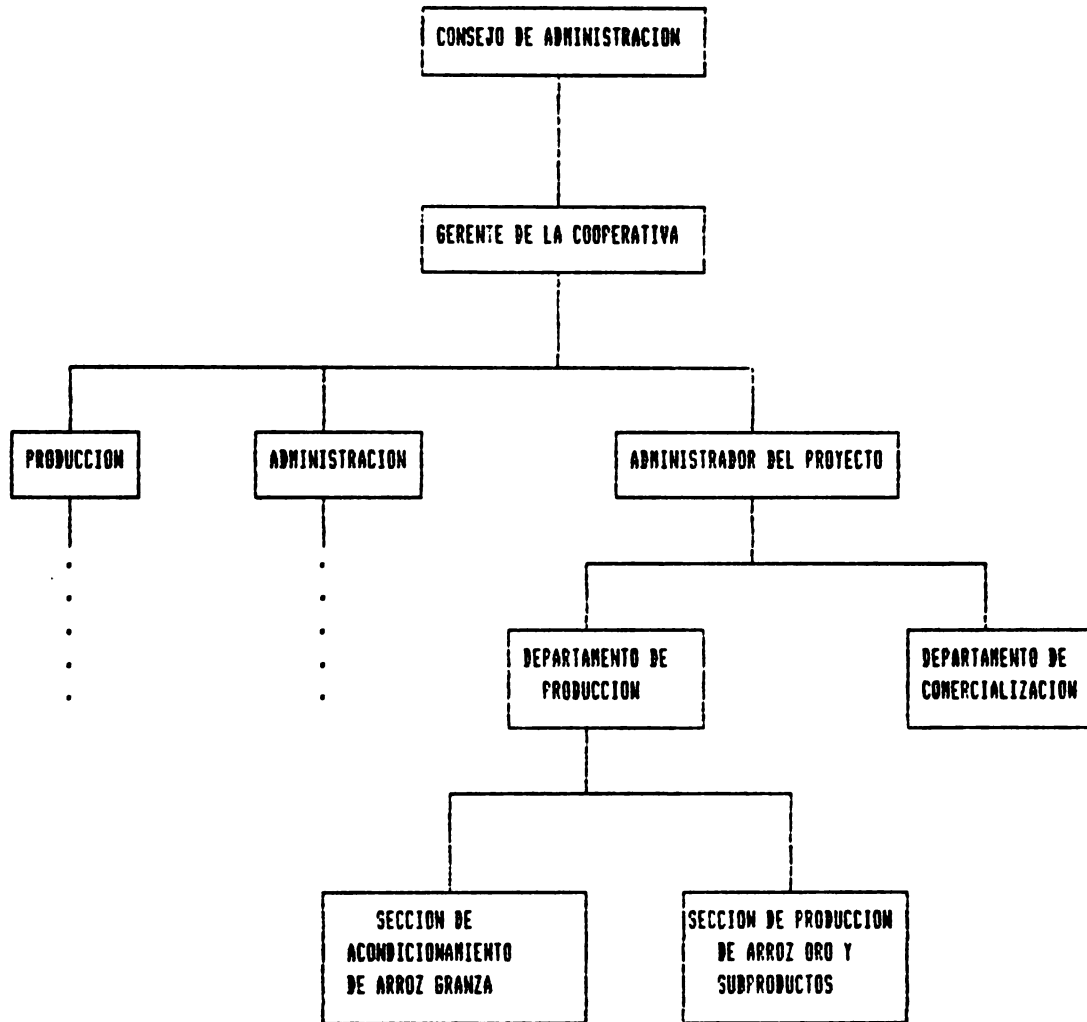 CONSEJO DE ADMINISTRACION
GERENTE DE LA COOPERATIVA
PRODUCCION
ADMINISTRACION
ADMINISTRADOR DEL PROYECTO
DEPARTAMENTO DE
PRODUCCION
DEPARTAMENTO DE
COMERCIALIZACION
SECCION DE
ACONDICIONAMIENTO
DE ARROZ GRANZA
SECCION DE PRODUCCION
DE ARROZ ORO Y
SUBPRODUCTOS